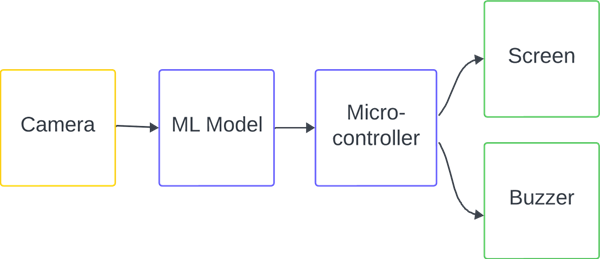 Camera
ML Model
Micro-
controller
Screen
Buzzer